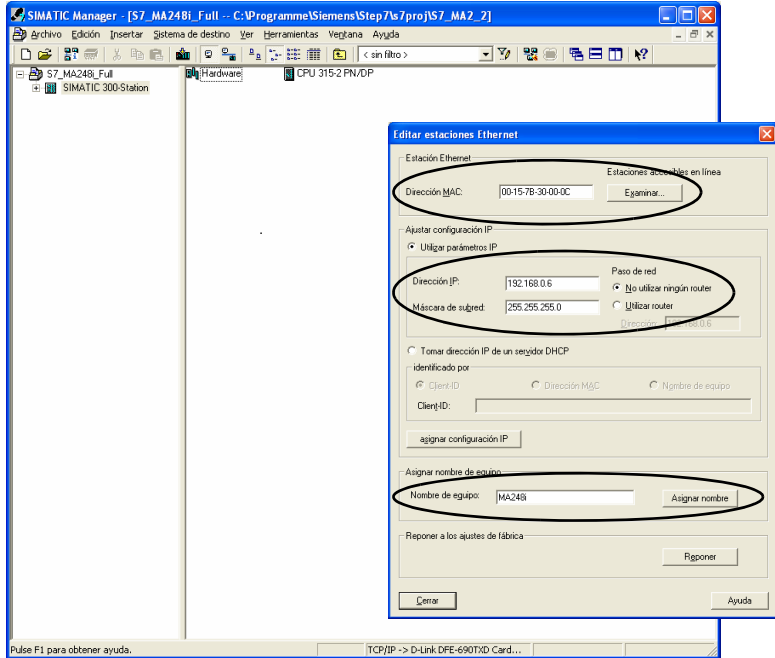 SIMATIC Manager - [S7_MA248i_Full -- C:\Programme\Siemens\Step7\s7proj\S7_MA2_2]
Archivo Edición Insertar Sistema de destino Ver Herramientas Ventana Ayuda
< sin filtro >
S7_MA248i_Full
SIMATIC 300-Station
Hardware
CPU 315-2 PN/DP
Editar estaciones Ethernet
Estación Ethernet
Estaciones accesibles en línea
Dirección MAC:
00-15-7B-30-00-0C
Examinar...
Ajustar configuración IP
Utilizar parámetros IP
Paso de red
Dirección IP:
192.168.0.6
No utilizar ningún router
Máscara de subred:
255.255.255.0
Utilizar router
Dirección:
192.168.0.6
Tomar dirección IP de un servidor DHCP
identificado por
Client-ID
Dirección MAC
Nombre de equipo
Client-ID:
asignar configuración IP
Asignar nombre de equipo
Nombre de equipo:
MA248i
Asignar nombre
Reponer a los ajustes de fábrica
Reponer
Cerrar
Ayuda
Pulse F1 para obtener ayuda.
TCP/IP -> D-Link DFE-690TXD Card...